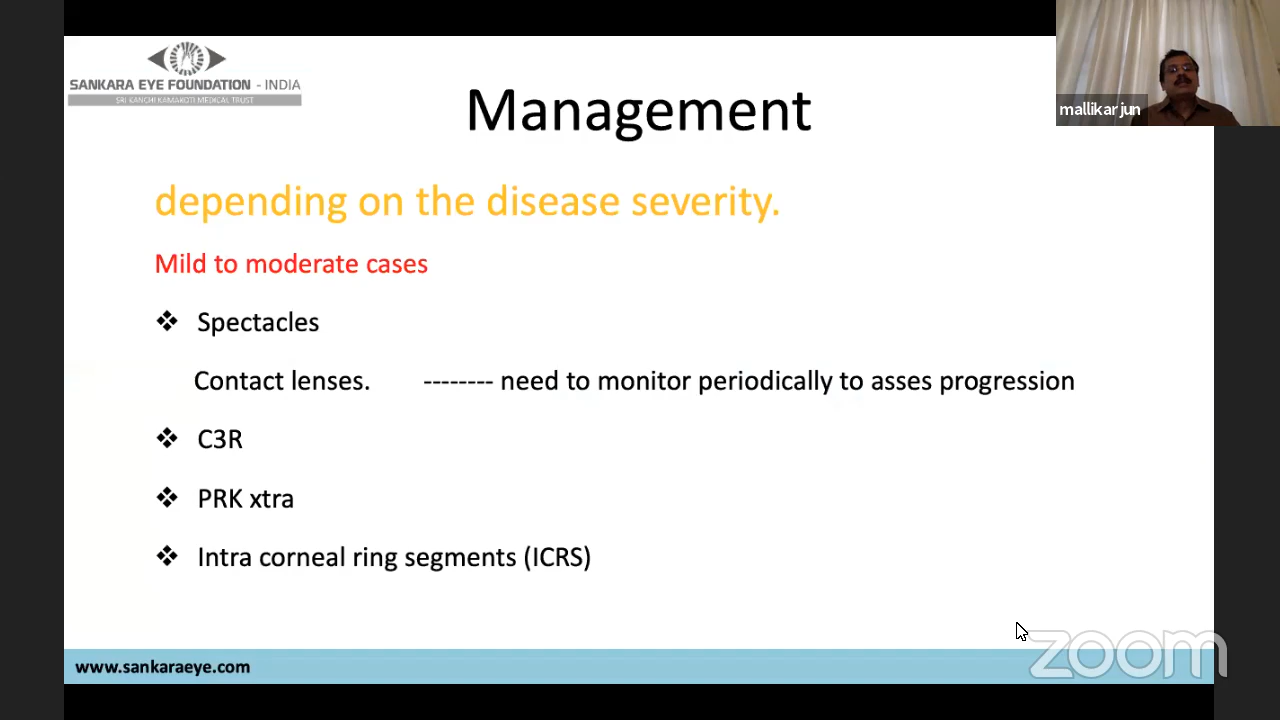 SANKARA EYE FOUNDATION - INDIA
SRI KANCHI KAMAKOTI MEDICAL TRUST
Management
mallikar jun
depending on the disease severity.
Mild to moderate cases
❖ Spectacles
Contact lenses. -------- need to monitor periodically to asses progression
❖ C3R
❖ PRK xtra
❖ Intra corneal ring segments (ICRS)
www.sankaraeye.com
zoom